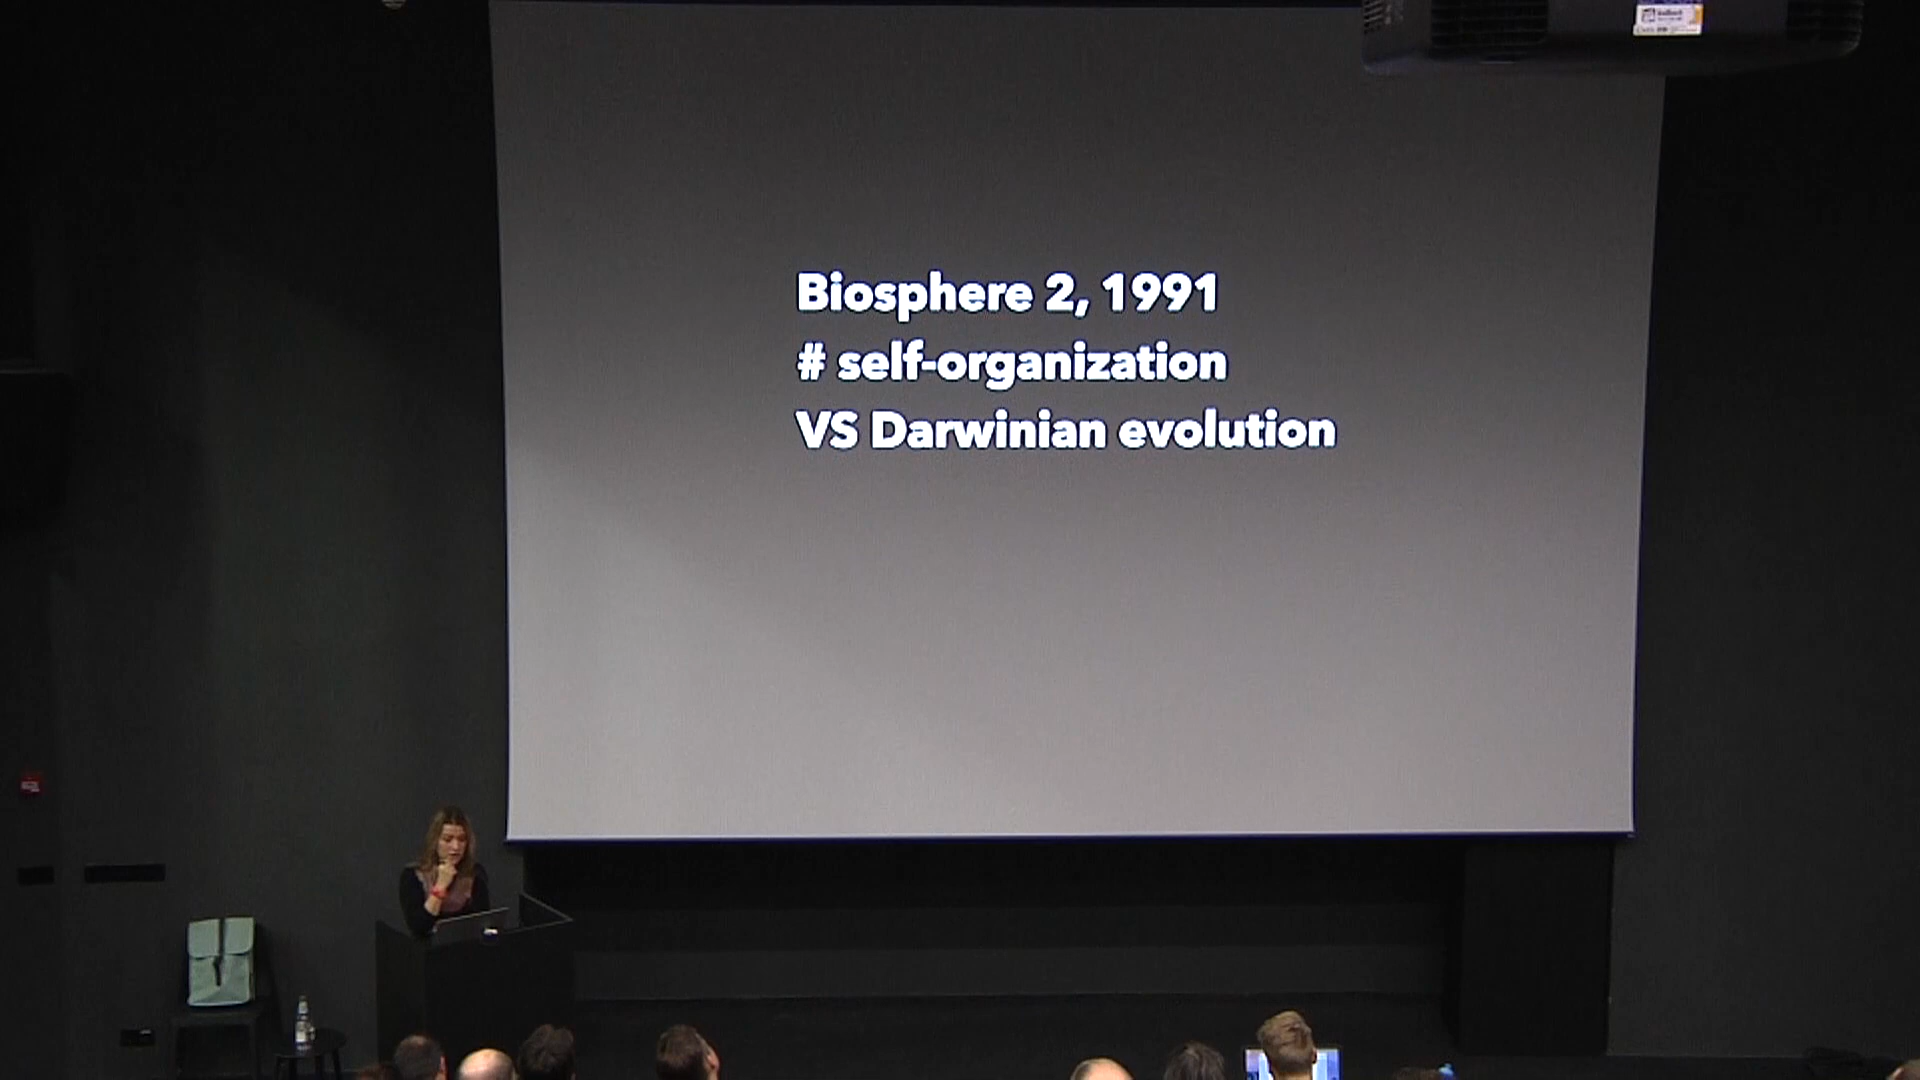 Biosphere 2, 1991
# self-organization
VS Darwinian evolution